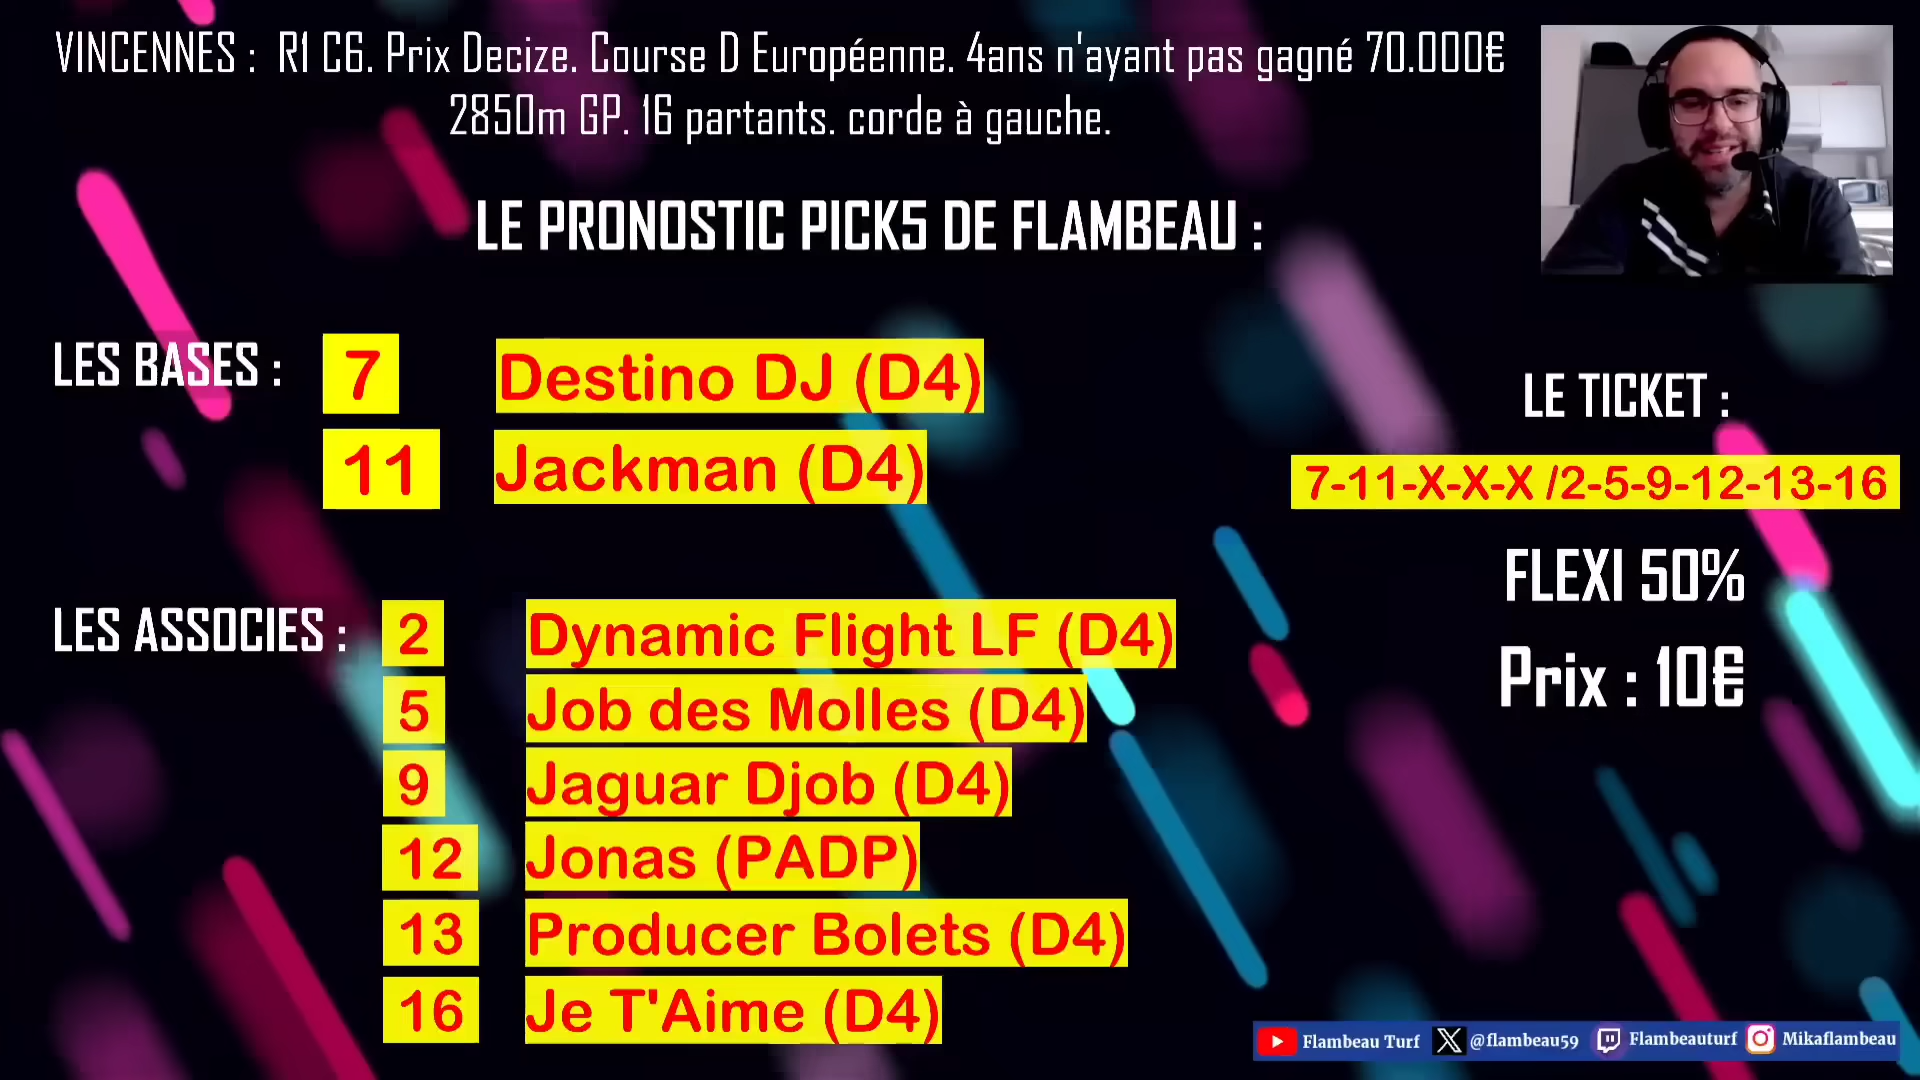 VINCENNES : R1 C6. Prix Decize. Course D Européenne. 4ans n'ayant pas gagné 70.000€
2850m GP. 16 partants. corde à gauche.
LE PRONOSTIC PICK5 DE FLAMBEAU :
LES BASES :
7 Destino DJ (D4)
11 Jackman (D4)
LE TICKET :
7-11-X-X-X /2-5-9-12-13-16
FLEXI 50%
Prix : 10€
LES ASSOCIES :
2 Dynamic Flight LF (D4)
5 Job des Molles (D4)
9 Jaguar Djob (D4)
12 Jonas (PADP)
13 Producer Bolets (D4)
16 Je T'Aime (D4)
Flambeau Turf @flambeau59 Flambeauturf Mikaflambeau